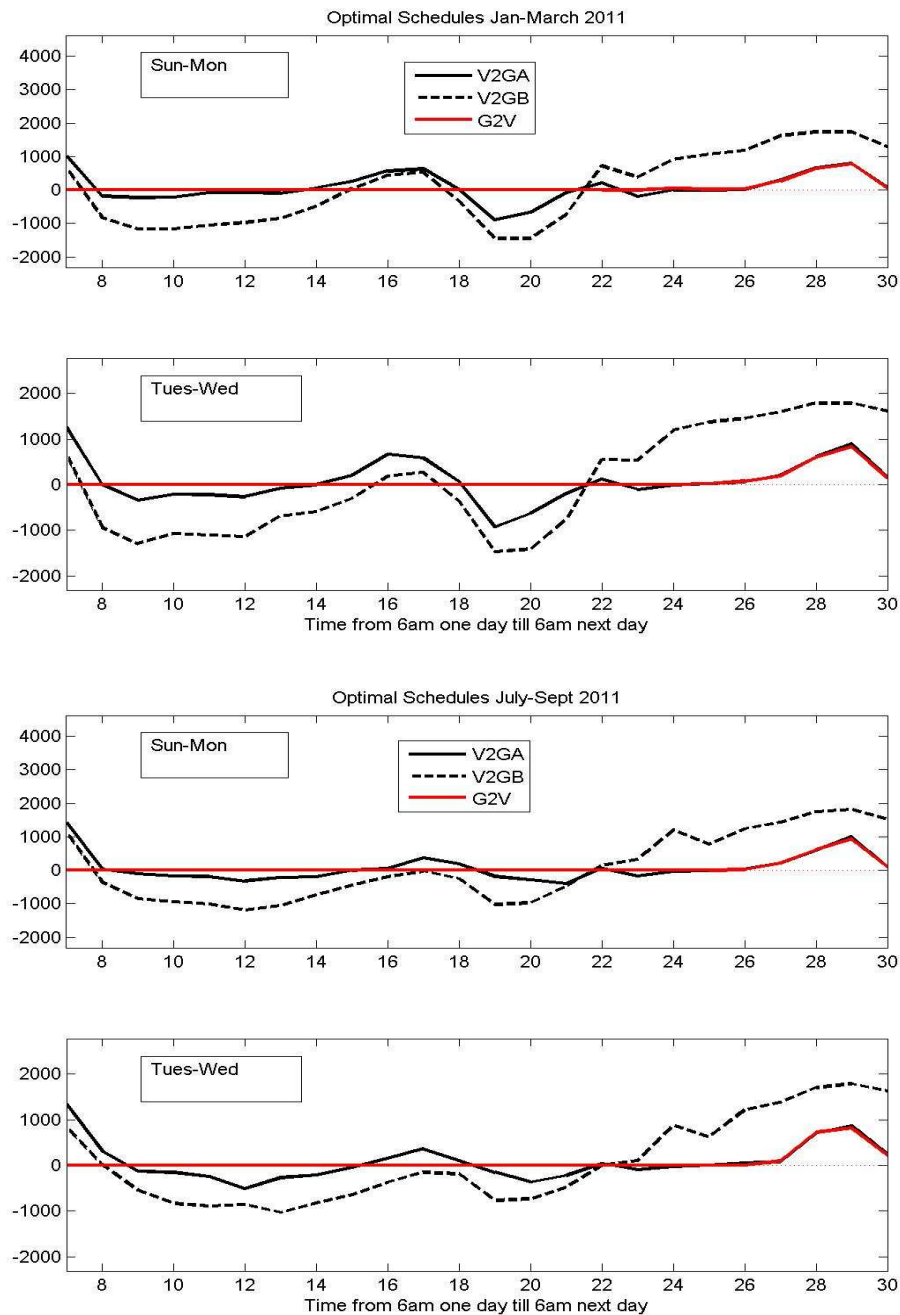 Optimal Schedules Jan-March 2011
4000
3000
2000
1000
0
-1000
-2000
Sun-Mon
V2GA
V2GB
G2V
8 10 12 14 16 18 20 22 24 26 28 30
2000
1000
0
-1000
-2000
Tues-Wed
8 10 12 14 16 18 20 22 24 26 28 30
Time from 6am one day till 6am next day
Optimal Schedules July-Sept 2011
4000
3000
2000
1000
0
-1000
-2000
Sun-Mon
V2GA
V2GB
G2V
8 10 12 14 16 18 20 22 24 26 28 30
2000
1000
0
-1000
-2000
Tues-Wed
8 10 12 14 16 18 20 22 24 26 28 30
Time from 6am one day till 6am next day